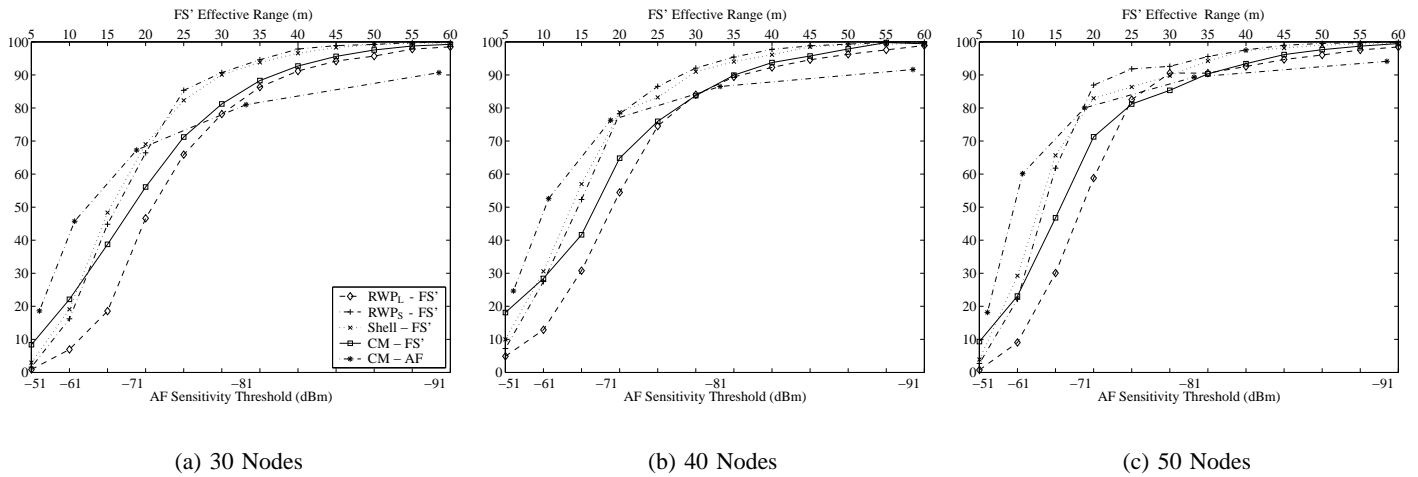 FS' Effective Range (m)
5 10 15 20 25 30 35 40 45 50 55 60
100
90
80
70
60
50
40
30
20
10
0
RWPL - FS'
RWPS - FS'
Shell – FS'
CM – FS'
CM – AF
−51 −61 −71 −81 −91
AF Sensitivity Threshold (dBm)
(a) 30 Nodes
FS' Effective Range (m)
5 10 15 20 25 30 35 40 45 50 55 60
100
90
80
70
60
50
40
30
20
10
0
−51 −61 −71 −81 −91
AF Sensitivity Threshold (dBm)
(b) 40 Nodes
FS' Effective Range (m)
5 10 15 20 25 30 35 40 45 50 55 60
100
90
80
70
60
50
40
30
20
10
0
−51 −61 −71 −81 −91
AF Sensitivity Threshold (dBm)
(c) 50 Nodes